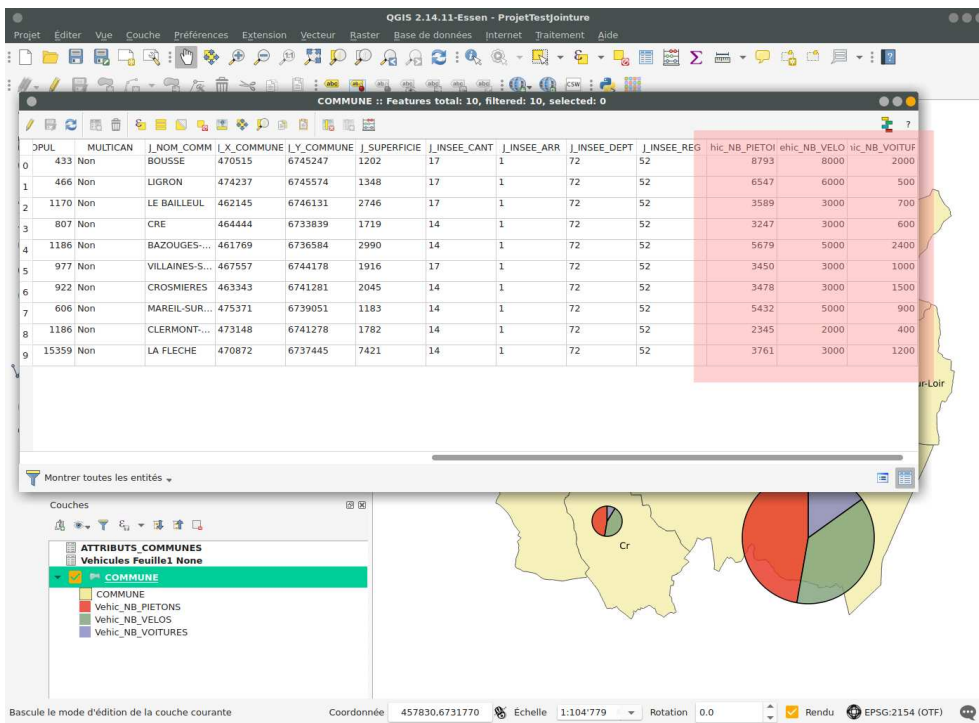 QGIS 2.14.11-Essen - ProjetTestJointure
Projet Éditer Vue Couche Préférences Extension Vecteur Raster Base de données Internet Traitement Aide
COMMUNE :: Features total: 10, filtered: 10, selected: 0
OPUL MULTICAN J_NOM_COMM J_X_COMMUNE J_Y_COMMUNE J_SUPERFICIE J_INSEE_CANT J_INSEE_ARR J_INSEE_DEPT J_INSEE_REG hic_NB_PIETOI ehic_NB_VELO hic_NB_VOITUR
0 433 Non BOUSSE 470515 6745247 1202 17 1 72 52 8793 8000 2000
1 466 Non LIGRON 474237 6745574 1348 17 1 72 52 6547 6000 500
2 1170 Non LE BAILLEUL 462145 6746131 2746 17 1 72 52 3589 3000 700
3 807 Non CRE 464444 6733839 1719 14 1 72 52 3247 3000 600
4 1186 Non BAZOUGES-... 461769 6736584 2990 14 1 72 52 5679 5000 2400
5 977 Non VILLAINES-S... 467557 6744178 1916 17 1 72 52 3450 3000 1000
6 922 Non CROSMIERES 463343 6741281 2045 14 1 72 52 3478 3000 1500
7 606 Non MAREIL-SUR... 475371 6739051 1183 14 1 72 52 5432 5000 900
8 1186 Non CLERMONT-... 473148 6741278 1782 14 1 72 52 2345 2000 400
9 15359 Non LA FLECHE 470872 6737445 7421 14 1 72 52 3761 3000 1200
ur-Loir
Montrer toutes les entités
Couches
ATTRIBUTS_COMMUNES
Vehicules Feuille1 None
COMMUNE
COMMUNE
Vehic_NB_PIETONS
Vehic_NB_VELOS
Vehic_NB_VOITURES
Cr
Bascule le mode d'édition de la couche courante Coordonnée 457830,6731770 Échelle 1:104'779 Rotation 0.0 Rendu EPSG:2154 (OTF)